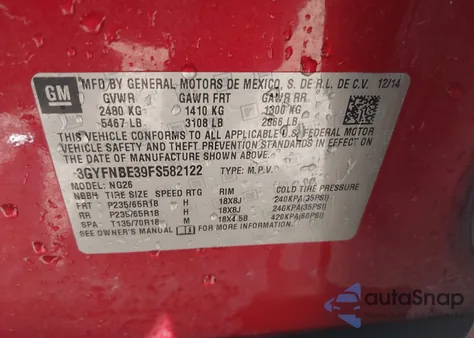 GM
MFD BY GENERAL MOTORS DE MEXICO, S. DE R.L. DE C.V. 12/14
GVWR GAWR FRT GAWR RR
2480 KG 1410 KG 1300 KG
5467 LB 3108 LB 2866 LB
THIS VEHICLE CONFORMS TO ALL APPLICABLE U.S. FEDERAL MOTOR
VEHICLE SAFETY, BUMPER, AND THEFT PREVENTION STANDARDS
IN EFFECT ON THE DATE OF MANUFACTURE SHOWN ABOVE.
3GYFNBE39FS582122 TYPE: M.P.V.
MODEL: NG26
NBBH TIRE SIZE SPEED RTG RIM COLD TIRE PRESSURE
FRT P235/65R18 H 18X8J 240KPA(35PSI)
RR P235/65R18 H 18X8J 240KPA(35PSI)
SPA T135/70R18 M 18X4.5B 420KPA(60PSI)
SEE OWNER'S MANUAL FOR ADDITIONAL INFORMATION.
autoSnap